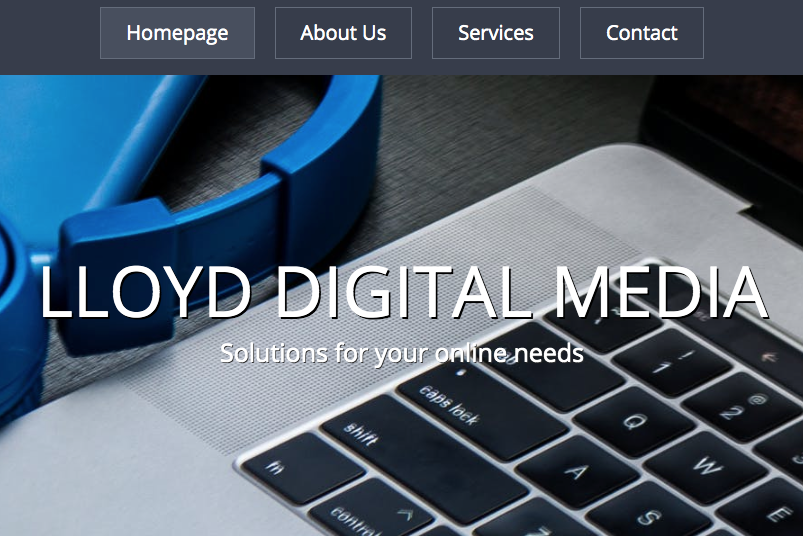 Homepage About Us Services Contact
LLOYD DIGITAL MEDIA
Solutions for your online needs
tab ! 1 @ 2
caps lock Q W
shift A S
fn Z E
control